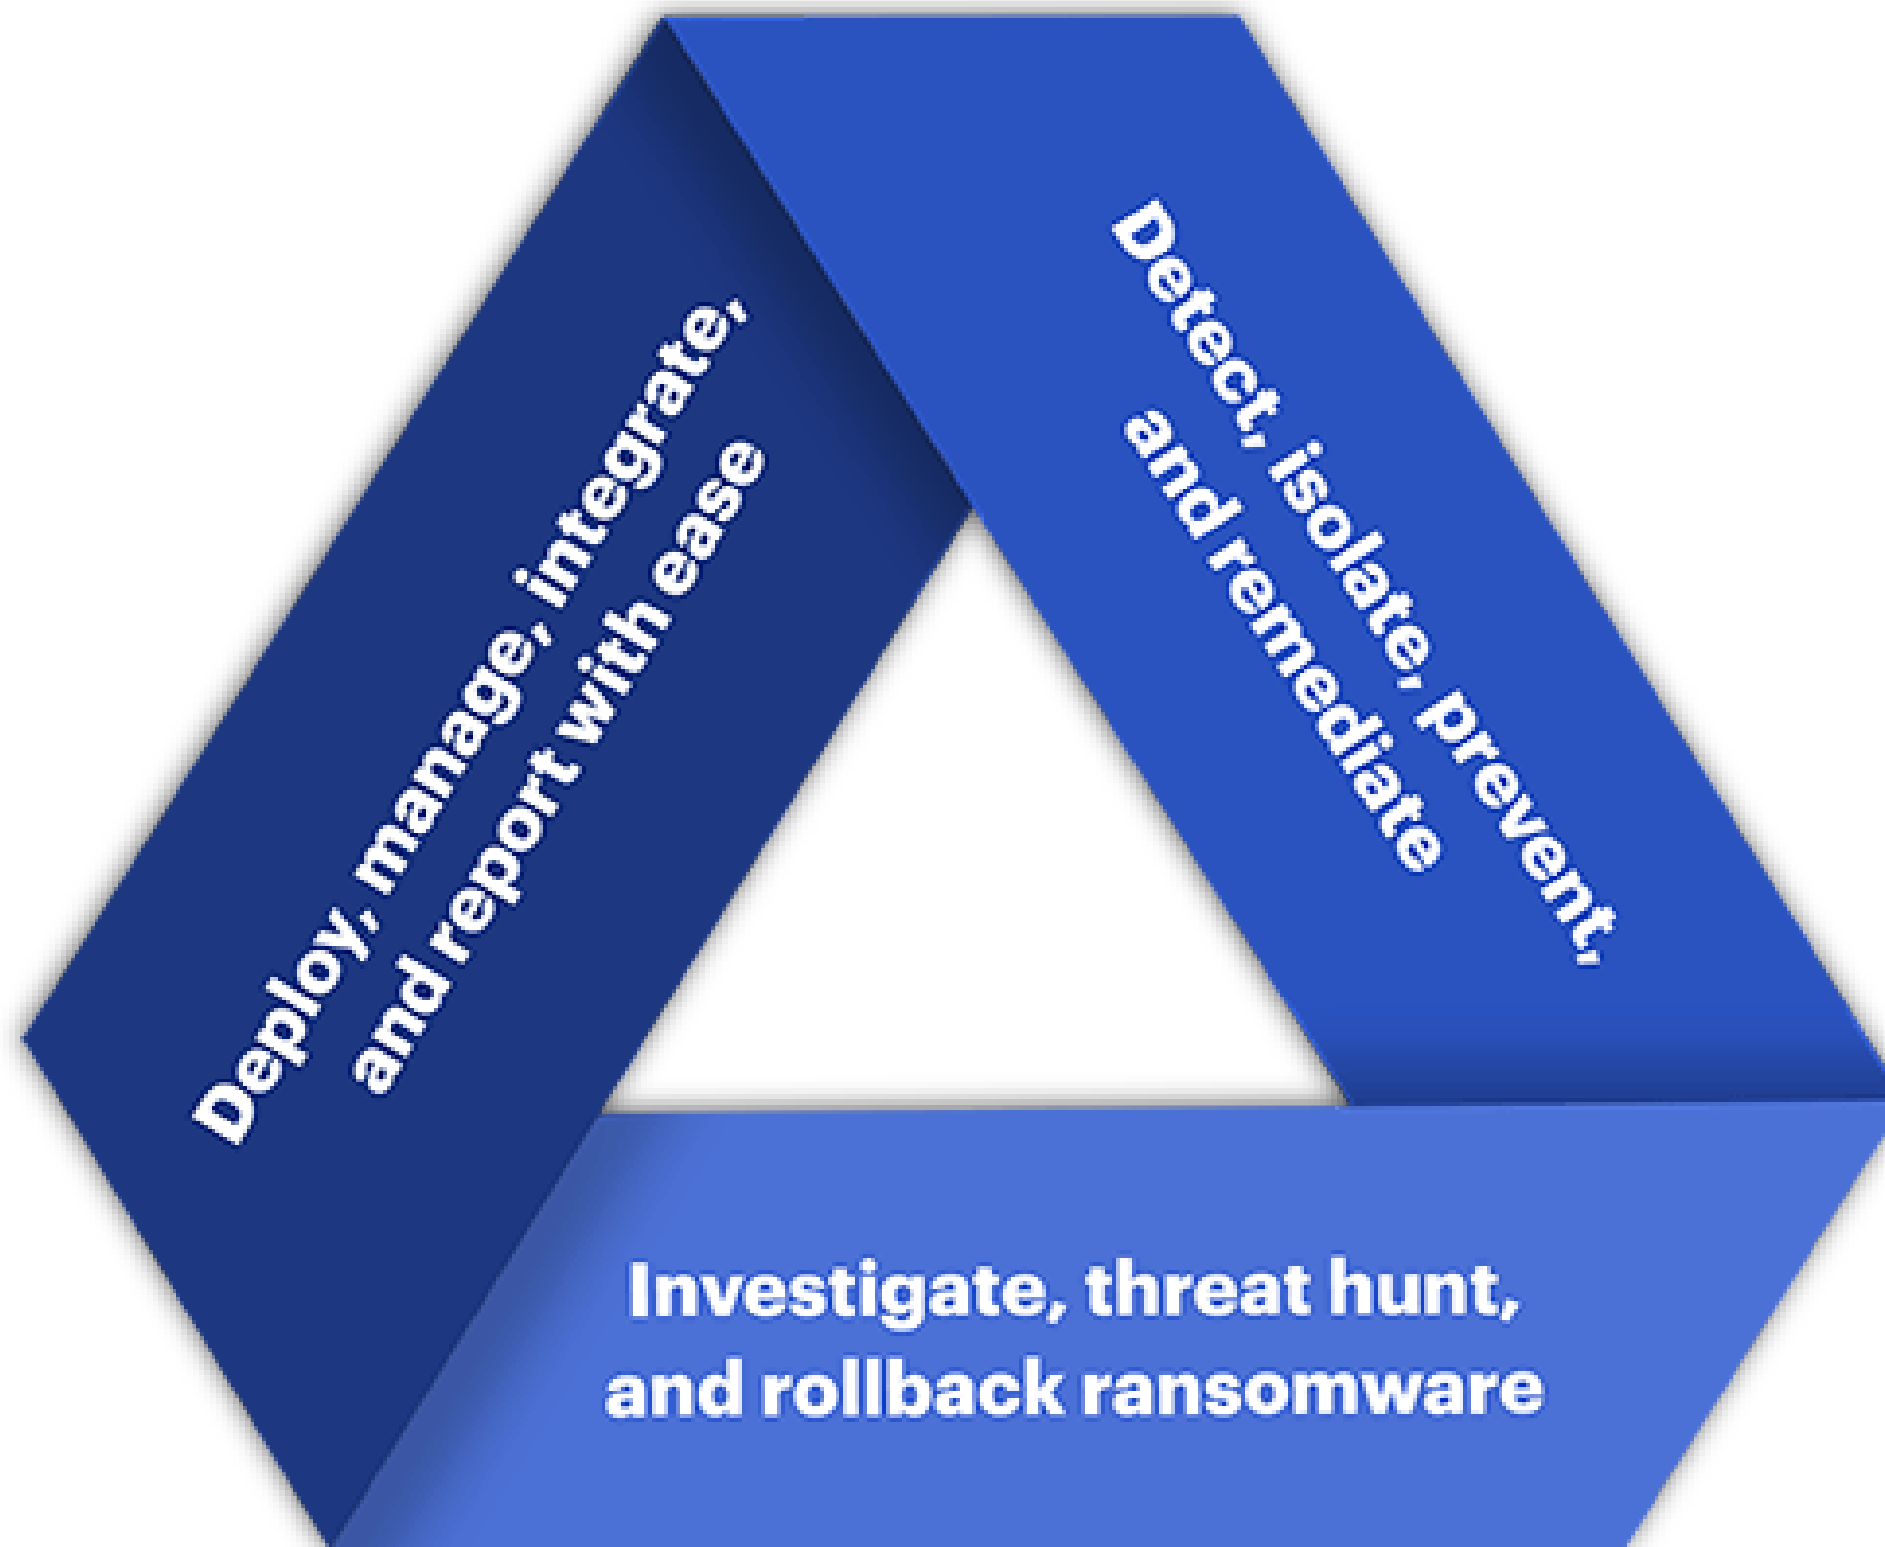 Deploy, manage, integrate,
and report with ease
Detect, isolate, prevent,
and remediate
Investigate, threat hunt,
and rollback ransomware